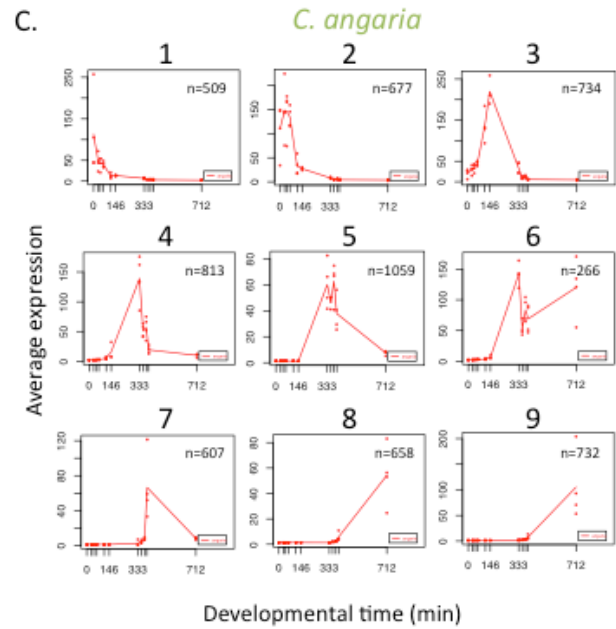 C.
C. angaria
1 2 3
n=509 n=677 n=734
250 150 100 50 0
150 50 0
250 150 50 0
0 146 333 712 0 146 333 712 0 146 333 712
4 5 6
n=813 n=1059 n=266
150 100 50 0
80 60 40 20 0
150 100 50 0
0 146 333 712 0 146 333 712 0 146 333 712
7 8 9
n=607 n=658 n=732
120 80 40 0
80 60 40 20 0
200 150 100 50 0
0 146 333 712 0 146 333 712 0 146 333 712
Average expression
Developmental time (min)